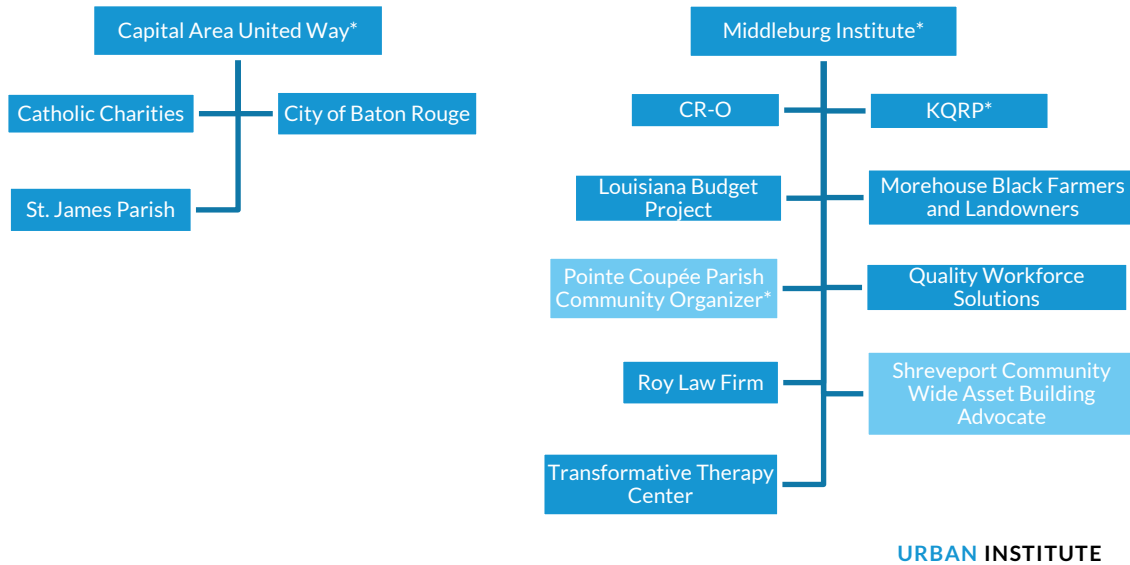 Capital Area United Way*
Catholic Charities
City of Baton Rouge
St. James Parish
Middleburg Institute*
CR-O
KQRP*
Louisiana Budget
Project
Morehouse Black Farmers
and Landowners
Pointe Coupée Parish
Community Organizer*
Quality Workforce
Solutions
Roy Law Firm
Shreveport Community
Wide Asset Building
Advocate
Transformative Therapy
Center
URBAN INSTITUTE